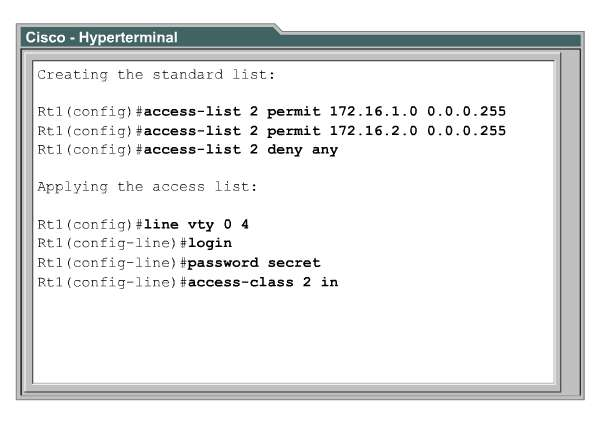 Cisco - Hyperterminal
Creating the standard list:
Rt1(config)#access-list 2 permit 172.16.1.0 0.0.0.255
Rt1(config)#access-list 2 permit 172.16.2.0 0.0.0.255
Rt1(config)#access-list 2 deny any
Applying the access list:
Rt1(config)#line vty 0 4
Rt1(config-line)#login
Rt1(config-line)#password secret
Rt1(config-line)#access-class 2 in